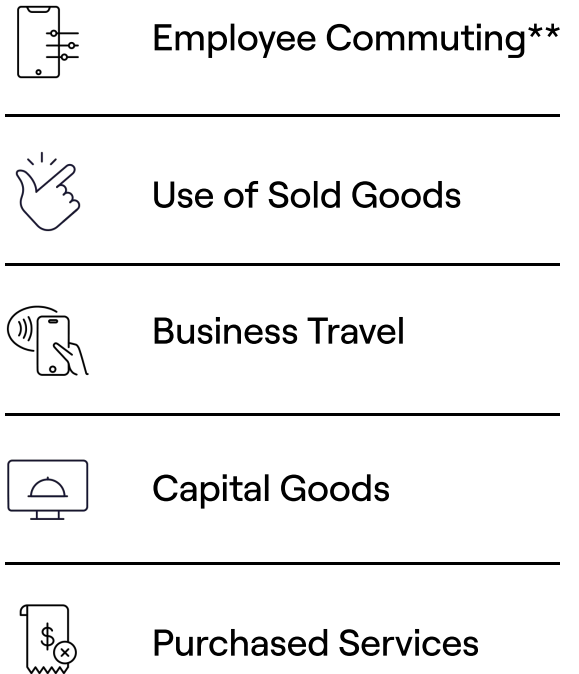 Employee Commuting**
Use of Sold Goods
Business Travel
Capital Goods
$
Purchased Services